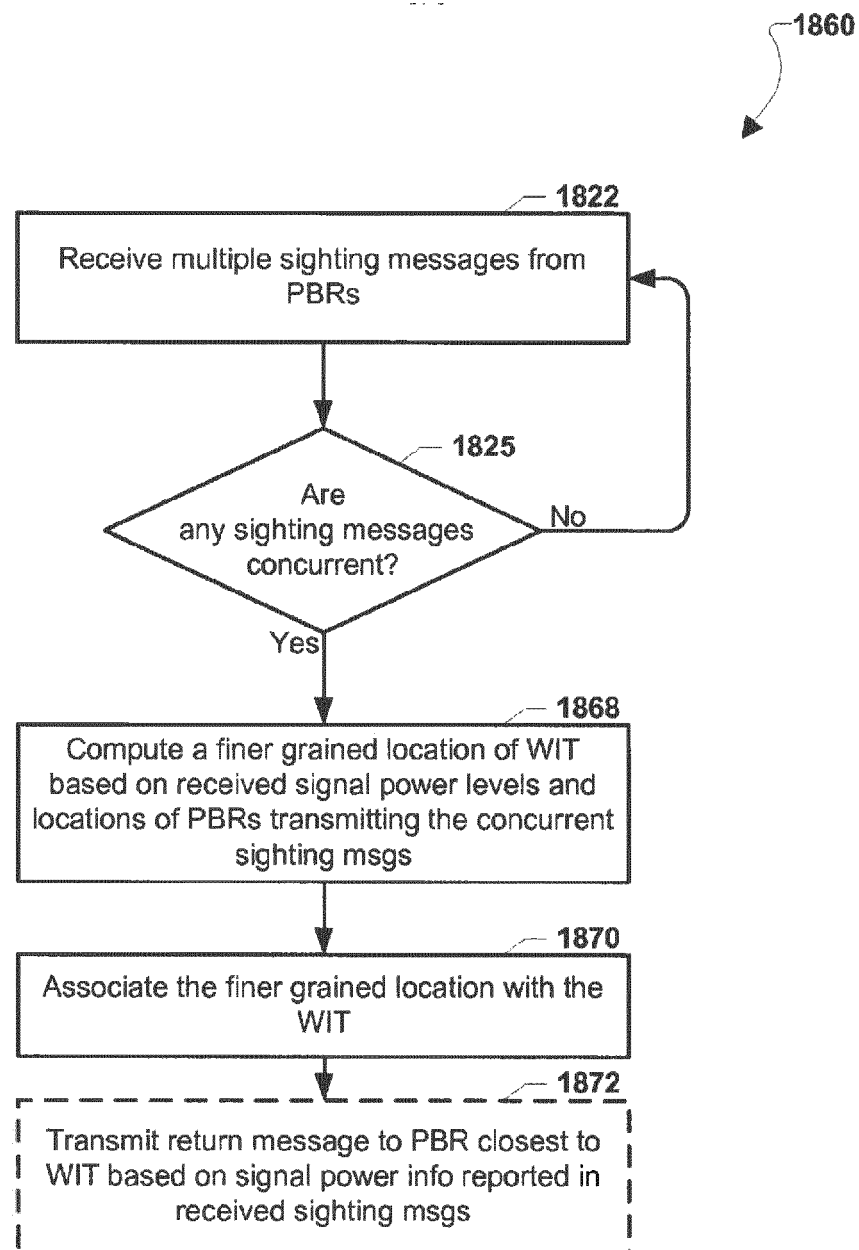 1860
1822
Receive multiple sighting messages from
PBRs
1825
Are
any sighting messages
concurrent?
No
Yes
1868
Compute a finer grained location of WIT
based on received signal power levels and
locations of PBRs transmitting the concurrent
sighting msgs
1870
Associate the finer grained location with the
WIT
1872
Transmit return message to PBR closest to
WIT based on signal power info reported in
received sighting msgs